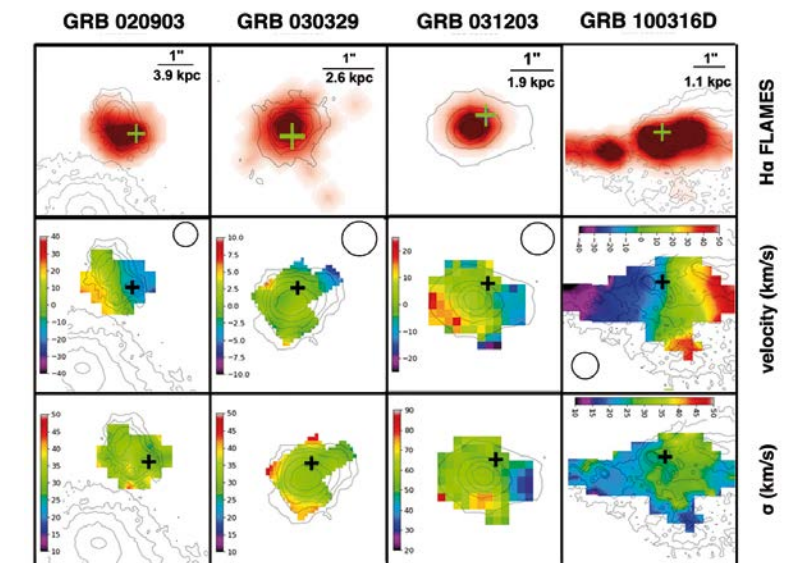 GRB 020903 GRB 030329 GRB 031203 GRB 100316D
1" 1" 1" 1"
3.9 kpc 2.6 kpc 1.9 kpc 1.1 kpc
Hα FLAMES
40 10.0 20 −40 −30 −20 −10 0 10 20 30 40 50
30 7.5 10
20 5.0 0
10 2.5 −10
0 0.0 −20
−10 −2.5
−20 −5.0
−30 −7.5
−40 −10.0
velocity (km/s)
50 50 90 10 15 20 25 30 35 40 45 50
45 45 80
40 40 70
35 35 60
30 30 50
25 25 40
20 20 30
15 15 20
10 10
σ (km/s)